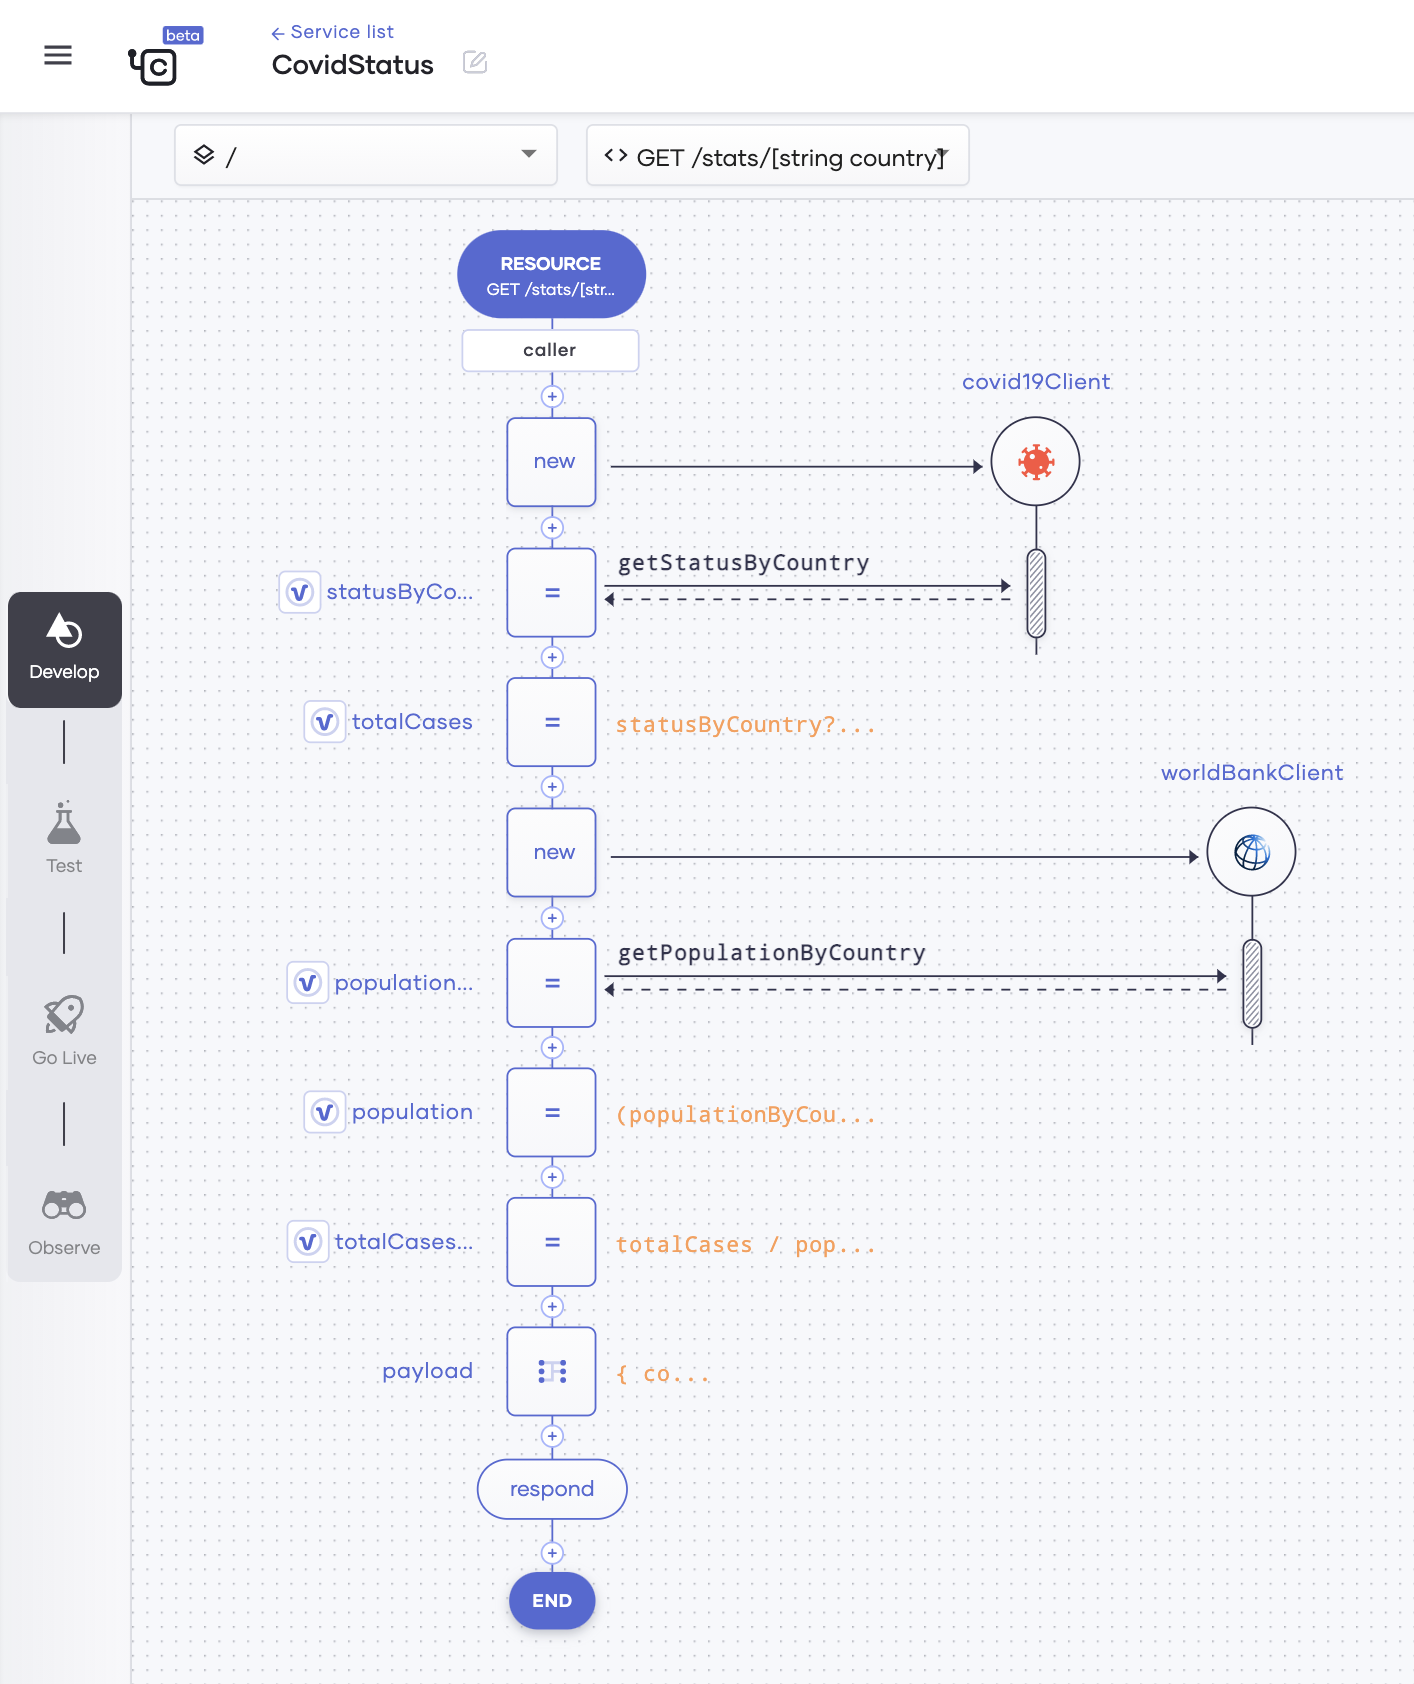 beta
← Service list
C
CovidStatus
/
<> GET /stats/[string country]
RESOURCE
GET /stats/[str...
caller
covid19Client
new
getStatusByCountry
statusByCo...
=
Develop
totalCases
=
statusByCountry?...
worldBankClient
new
Test
getPopulationByCountry
population...
=
Go Live
population
=
(populationByCou...
totalCases...
=
totalCases / pop...
Observe
payload
{ co...
respond
END